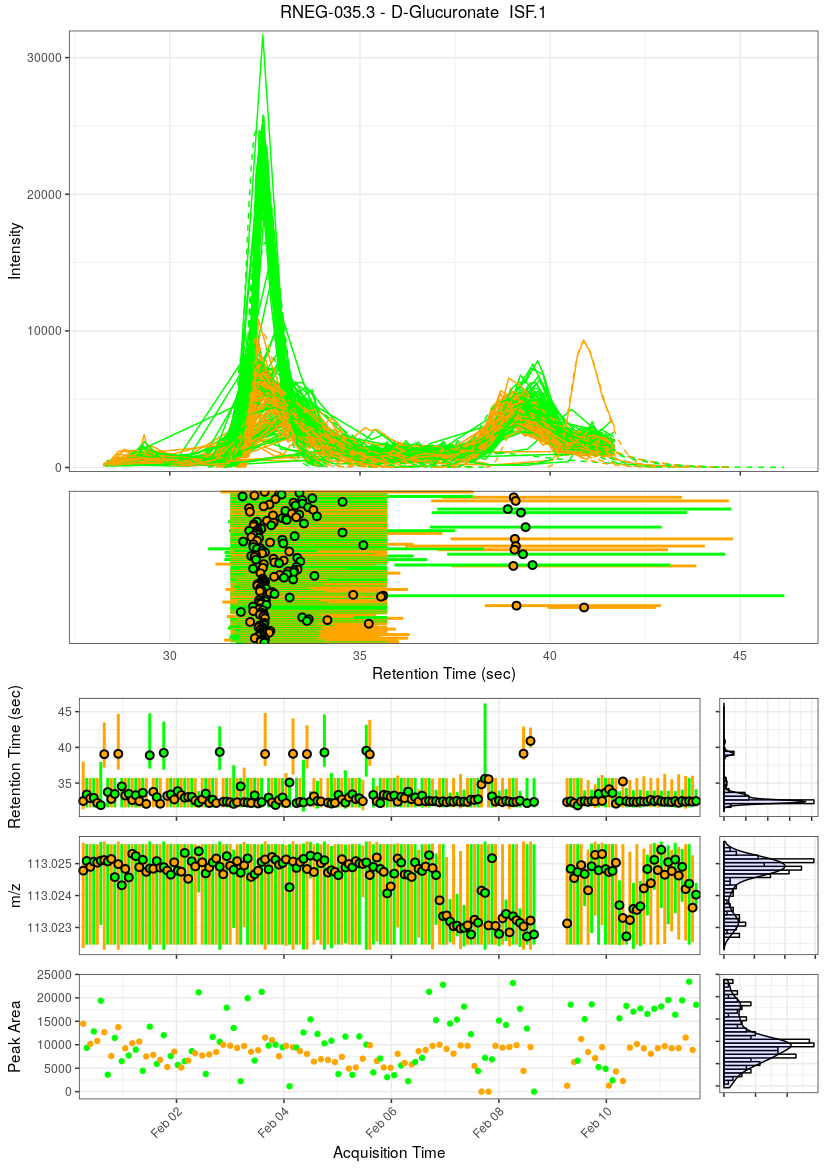 RNEG-035.3 - D-Glucuronate  ISF.1
30000
20000
10000
0
Intensity
30
35
40
45
Retention Time (sec)
45
40
35
Retention Time (sec)
113.025
113.024
113.023
m/z
25000
20000
15000
10000
5000
0
Peak Area
Feb 02
Feb 04
Feb 06
Feb 08
Feb 10
Acquisition Time